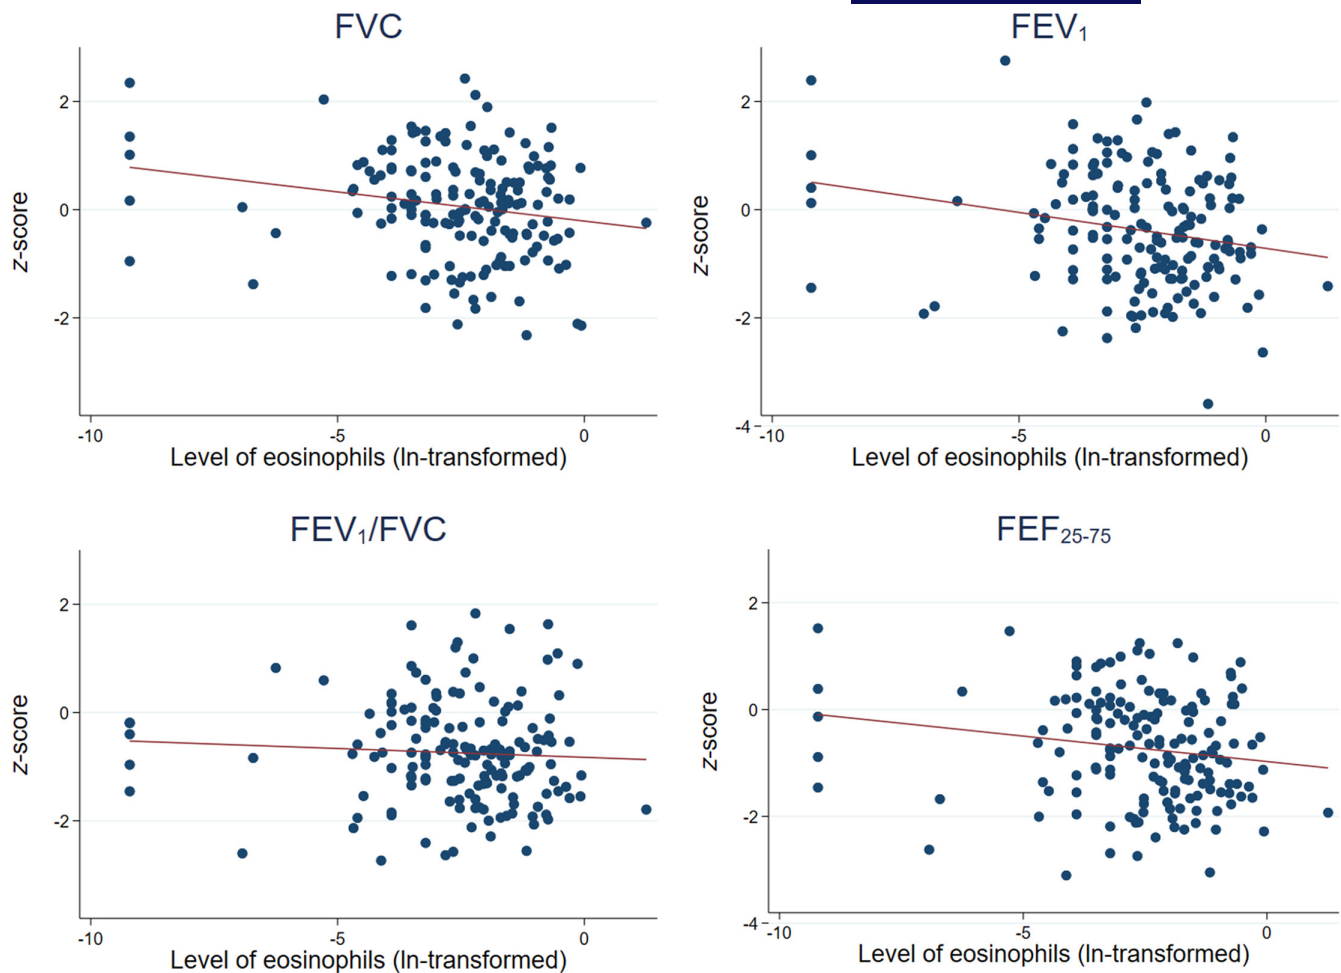 FVC
FEV₁
2
0
-2
z-score
-10
-5
0
Level of eosinophils (ln-transformed)
2
0
-2
-4
z-score
-10
-5
0
Level of eosinophils (ln-transformed)
FEV₁/FVC
FEF₂₅₋₇₅
2
0
-2
z-score
-10
-5
0
Level of eosinophils (ln-transformed)
2
0
-2
-4
z-score
-10
-5
0
Level of eosinophils (ln-transformed)